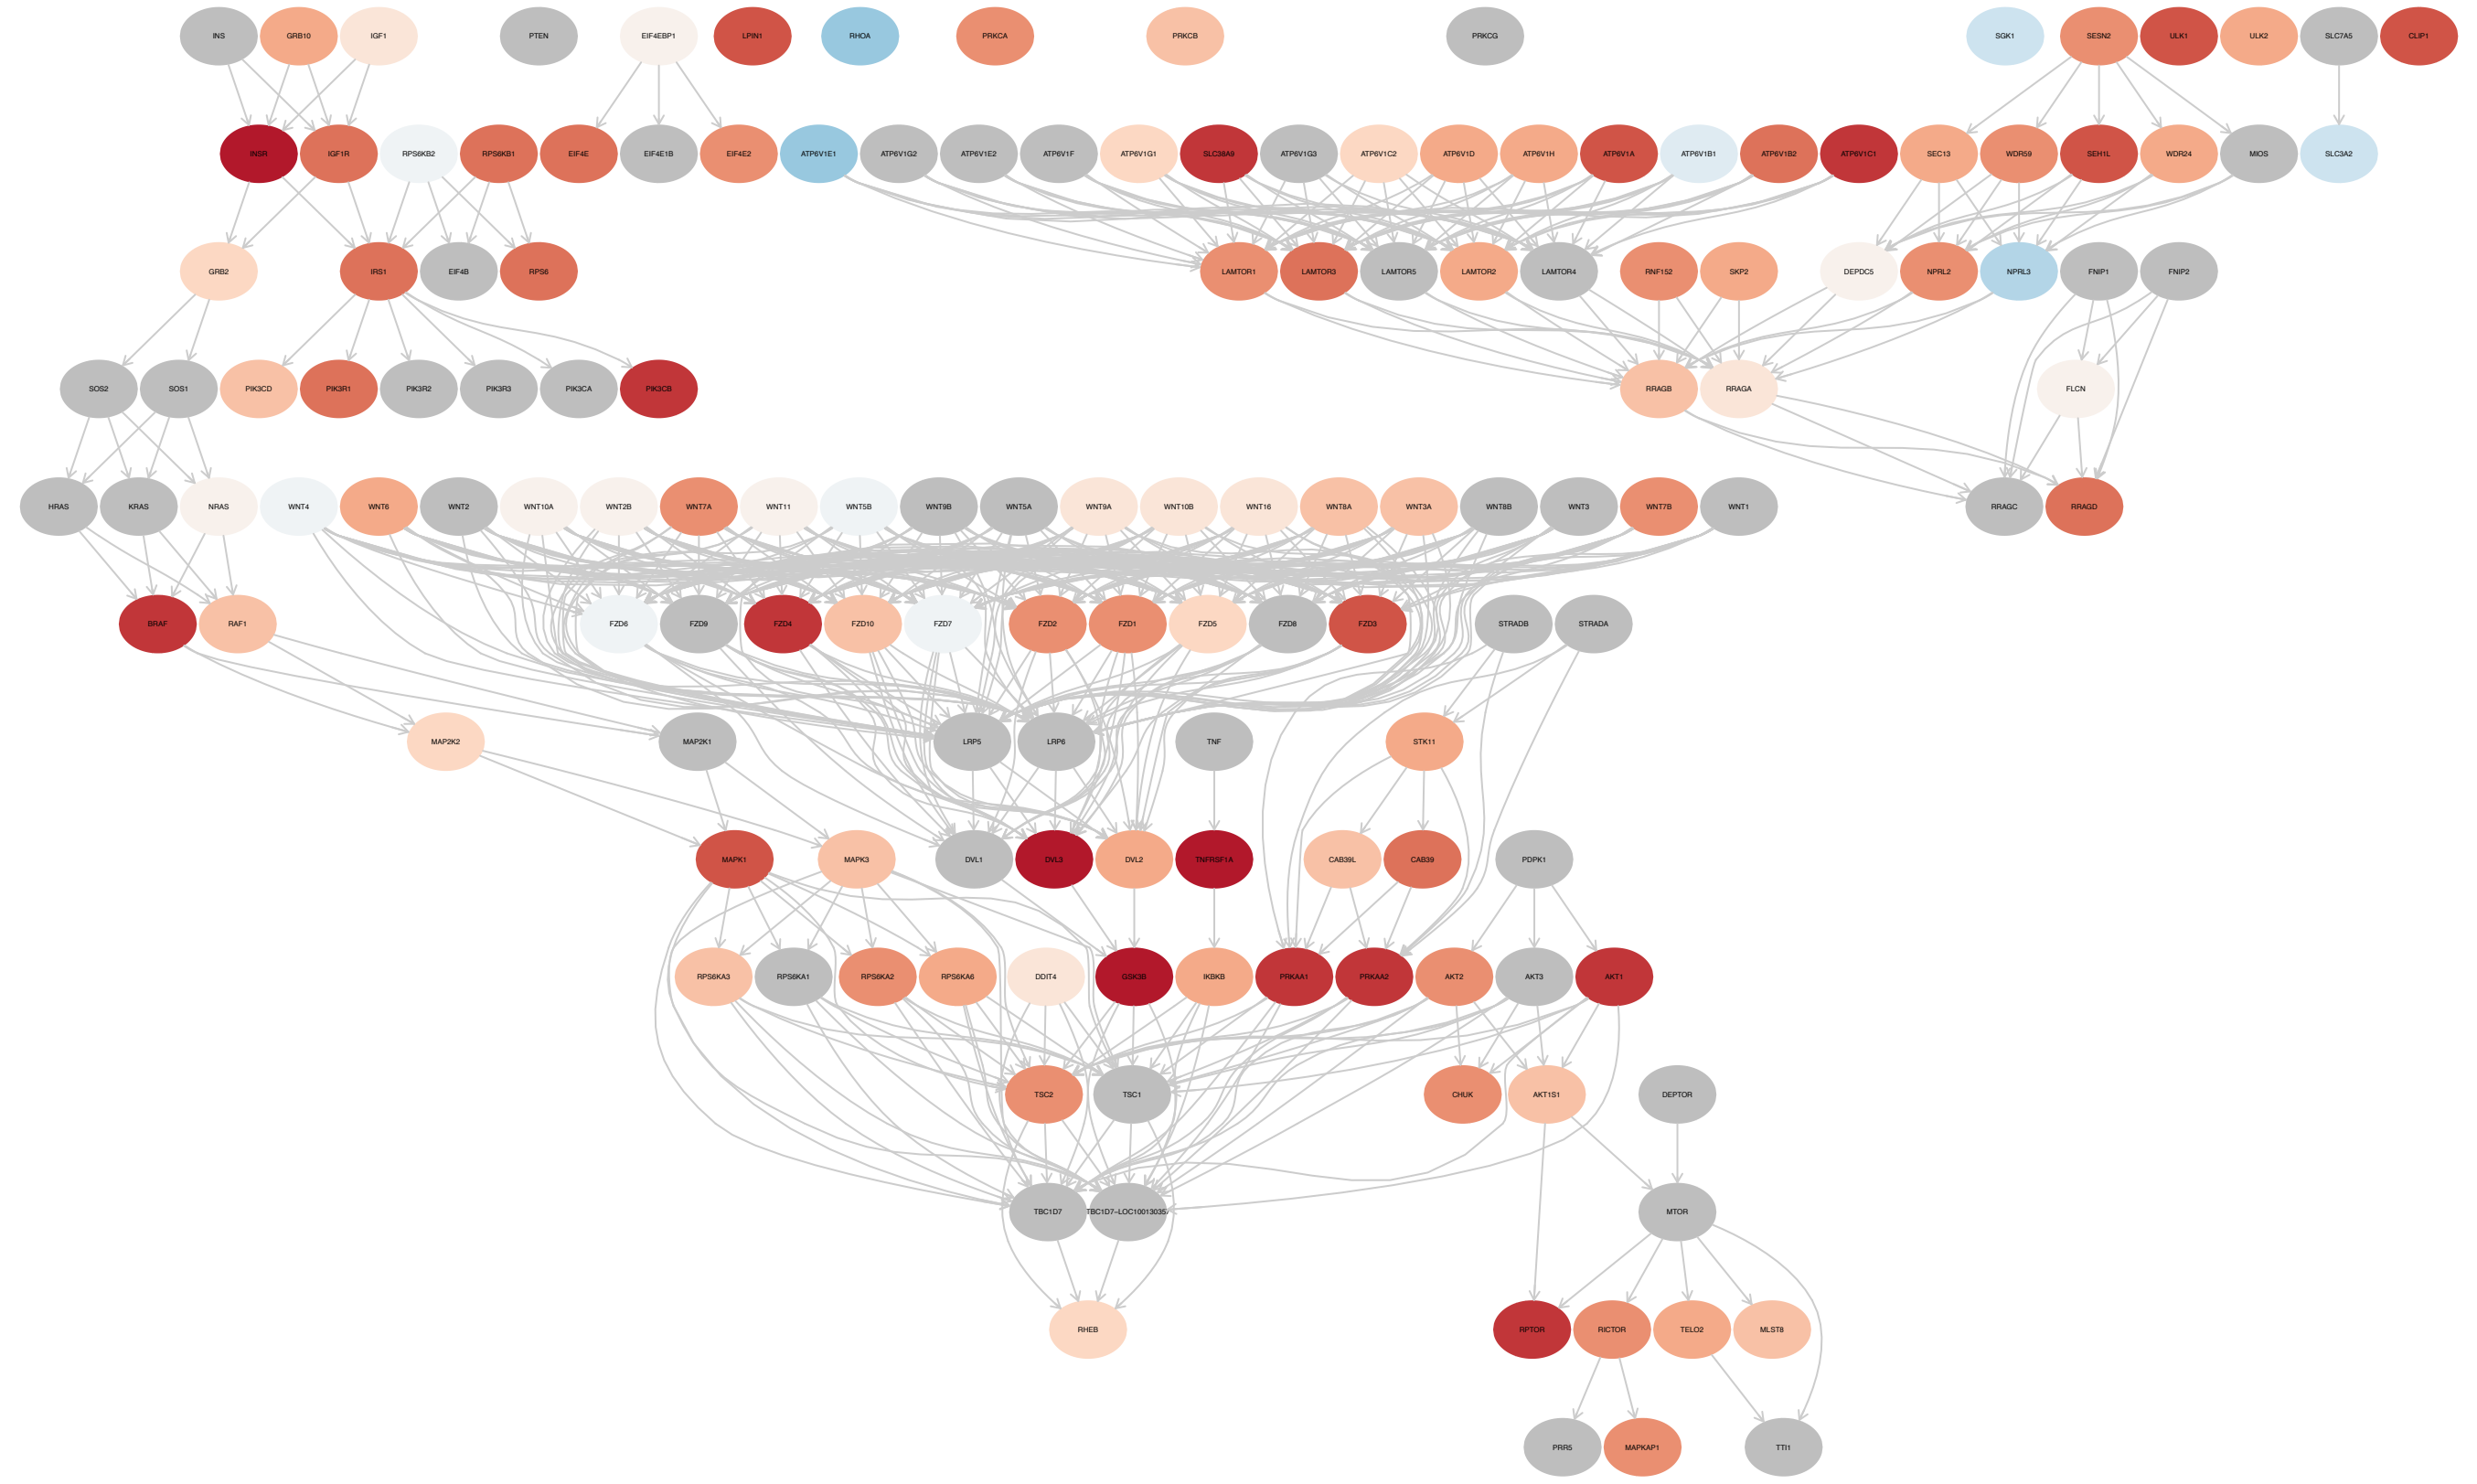 INS GRB10 IGF1 PTEN EIF4EBP1 LPIN1 RHOA PRKCA PRKCB PRKCG SGK1 SESN2 ULK1 ULK2 SLC7A5 CLIP1
INSR IGF1R RPS6KB2 RPS6KB1 EIF4E EIF4E1B EIF4E2 ATP6V1E1 ATP6V1G2 ATP6V1E2 ATP6V1F ATP6V1G1 SLC38A9 ATP6V1G3 ATP6V1C2 ATP6V1D ATP6V1H ATP6V1A ATP6V1B1 ATP6V1B2 ATP6V1C1 SEC13 WDR59 SEH1L WDR24 MIOS SLC3A2
GRB2 IRS1 EIF4B RPS6 LAMTOR1 LAMTOR3 LAMTOR5 LAMTOR2 LAMTOR4 RNF152 SKP2 DEPDC5 NPRL2 NPRL3 FNIP1 FNIP2
SOS2 SOS1 PIK3CD PIK3R1 PIK3R2 PIK3R3 PIK3CA PIK3CB RRAGB RRAGA FLCN
HRAS KRAS NRAS WNT4 WNT6 WNT2 WNT10A WNT2B WNT7A WNT11 WNT5B WNT9B WNT5A WNT9A WNT10B WNT16 WNT8A WNT3A WNT8B WNT3 WNT7B WNT1 RRAGC RRAGD
BRAF RAF1 FZD6 FZD9 FZD4 FZD10 FZD7 FZD2 FZD1 FZD5 FZD8 FZD3 STRADB STRADA
MAP2K2 MAP2K1 LRP5 LRP6 TNF STK11
MAPK1 MAPK3 DVL1 DVL3 DVL2 TNFRSF1A CAB39L CAB39 PDPK1
RPS6KA3 RPS6KA1 RPS6KA2 RPS6KA6 DDIT4 GSK3B IKBKB PRKAA1 PRKAA2 AKT2 AKT3 AKT1
TSC2 TSC1 CHUK AKT1S1 DEPTOR
TBC1D7 TBC1D7-LOC100130357 MTOR
RHEB RPTOR RICTOR TELO2 MLST8
PRR5 MAPKAP1 TTI1